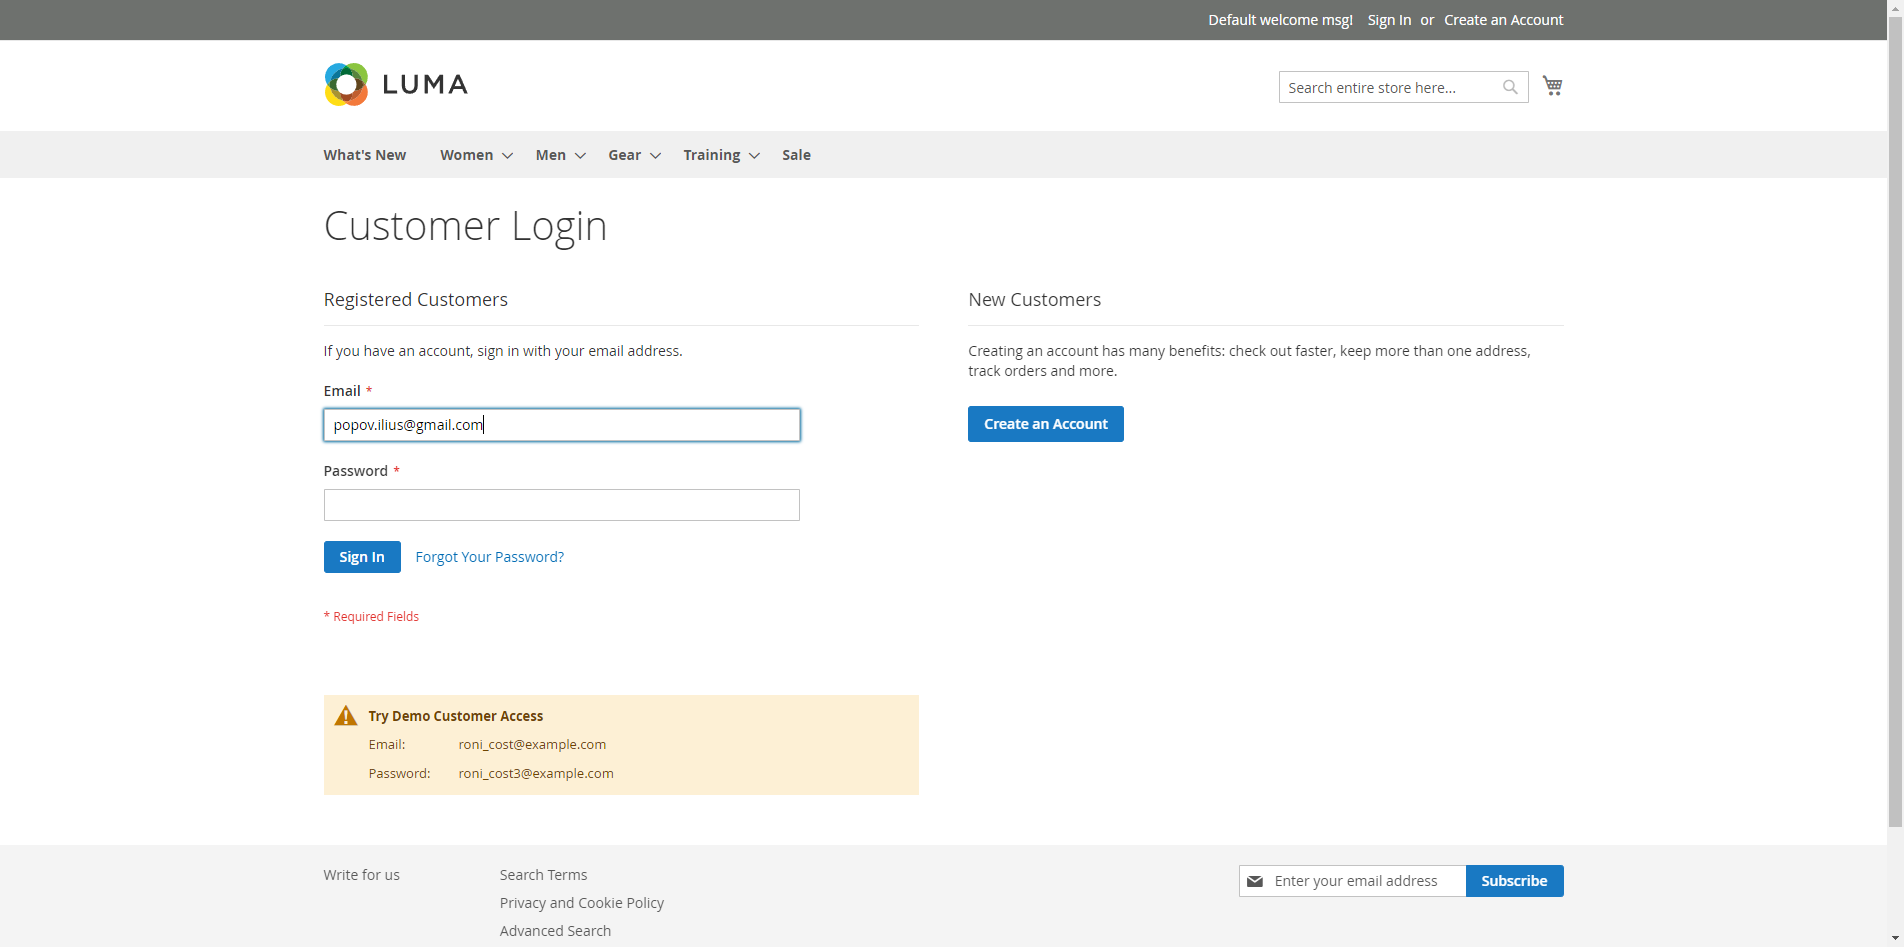 Default welcome msg! Sign In or Create an Account
LUMA
Search entire store here...
What's New Women Men Gear Training Sale
Customer Login
Registered Customers
If you have an account, sign in with your email address.
Email *
popov.ilius@gmail.com
Password *
Sign In Forgot Your Password?
* Required Fields
New Customers
Creating an account has many benefits: check out faster, keep more than one address,
track orders and more.
Create an Account
Try Demo Customer Access
Email: roni_cost@example.com
Password: roni_cost3@example.com
Write for us
Search Terms
Privacy and Cookie Policy
Advanced Search
Enter your email address Subscribe